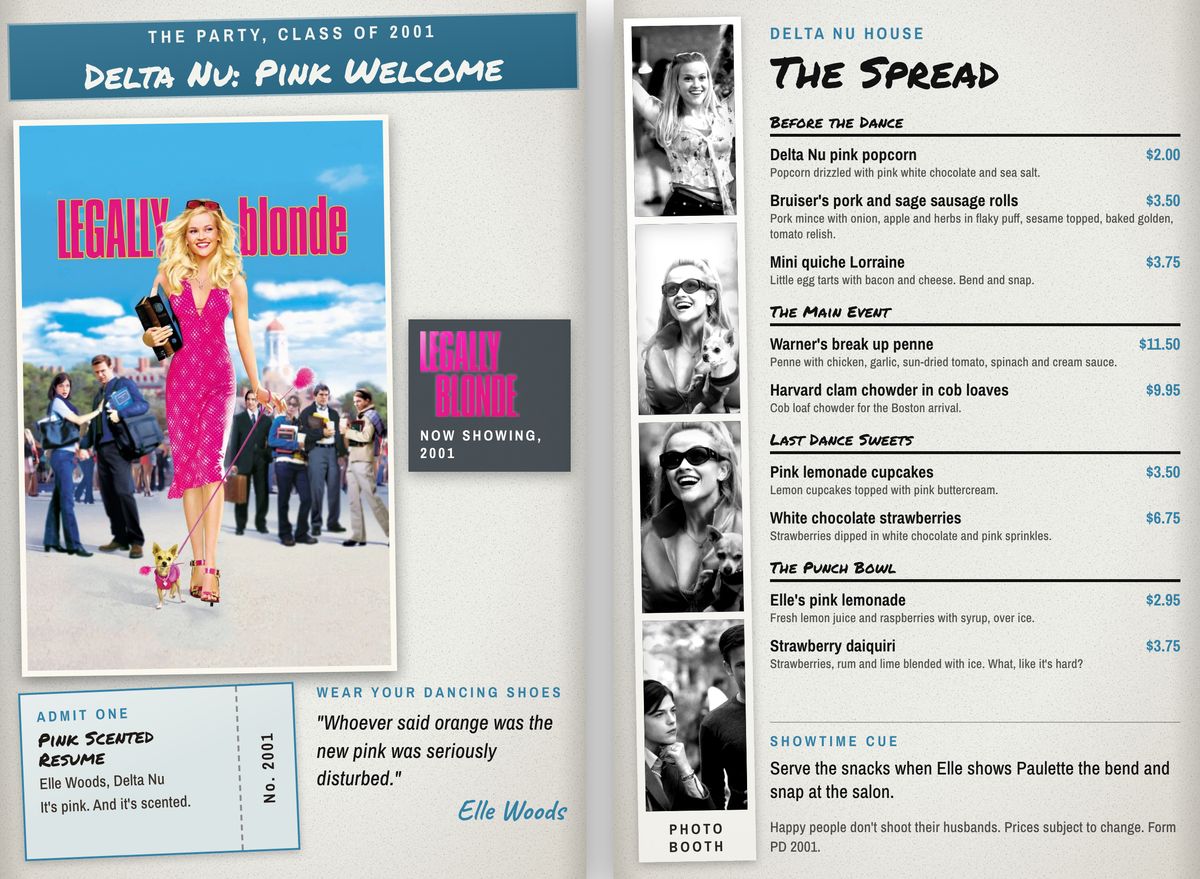 THE PARTY, CLASS OF 2001
DELTA NU: PINK WELCOME
LEGALLY blonde
LEGALLY
BLONDE
NOW SHOWING,
2001
ADMIT ONE
PINK SCENTED
RESUME
Elle Woods, Delta Nu
It's pink. And it's scented.
No. 2001
WEAR YOUR DANCING SHOES
"Whoever said orange was the
new pink was seriously
disturbed."
Elle Woods
PHOTO
BOOTH
DELTA NU HOUSE
THE SPREAD
BEFORE THE DANCE
Delta Nu pink popcorn $2.00
Popcorn drizzled with pink white chocolate and sea salt.
Bruiser's pork and sage sausage rolls $3.50
Pork mince with onion, apple and herbs in flaky puff, sesame topped, baked golden,
tomato relish.
Mini quiche Lorraine $3.75
Little egg tarts with bacon and cheese. Bend and snap.
THE MAIN EVENT
Warner's break up penne $11.50
Penne with chicken, garlic, sun-dried tomato, spinach and cream sauce.
Harvard clam chowder in cob loaves $9.95
Cob loaf chowder for the Boston arrival.
LAST DANCE SWEETS
Pink lemonade cupcakes $3.50
Lemon cupcakes topped with pink buttercream.
White chocolate strawberries $6.75
Strawberries dipped in white chocolate and pink sprinkles.
THE PUNCH BOWL
Elle's pink lemonade $2.95
Fresh lemon juice and raspberries with syrup, over ice.
Strawberry daiquiri $3.75
Strawberries, rum and lime blended with ice. What, like it's hard?
SHOWTIME CUE
Serve the snacks when Elle shows Paulette the bend and
snap at the salon.
Happy people don't shoot their husbands. Prices subject to change. Form
PD 2001.